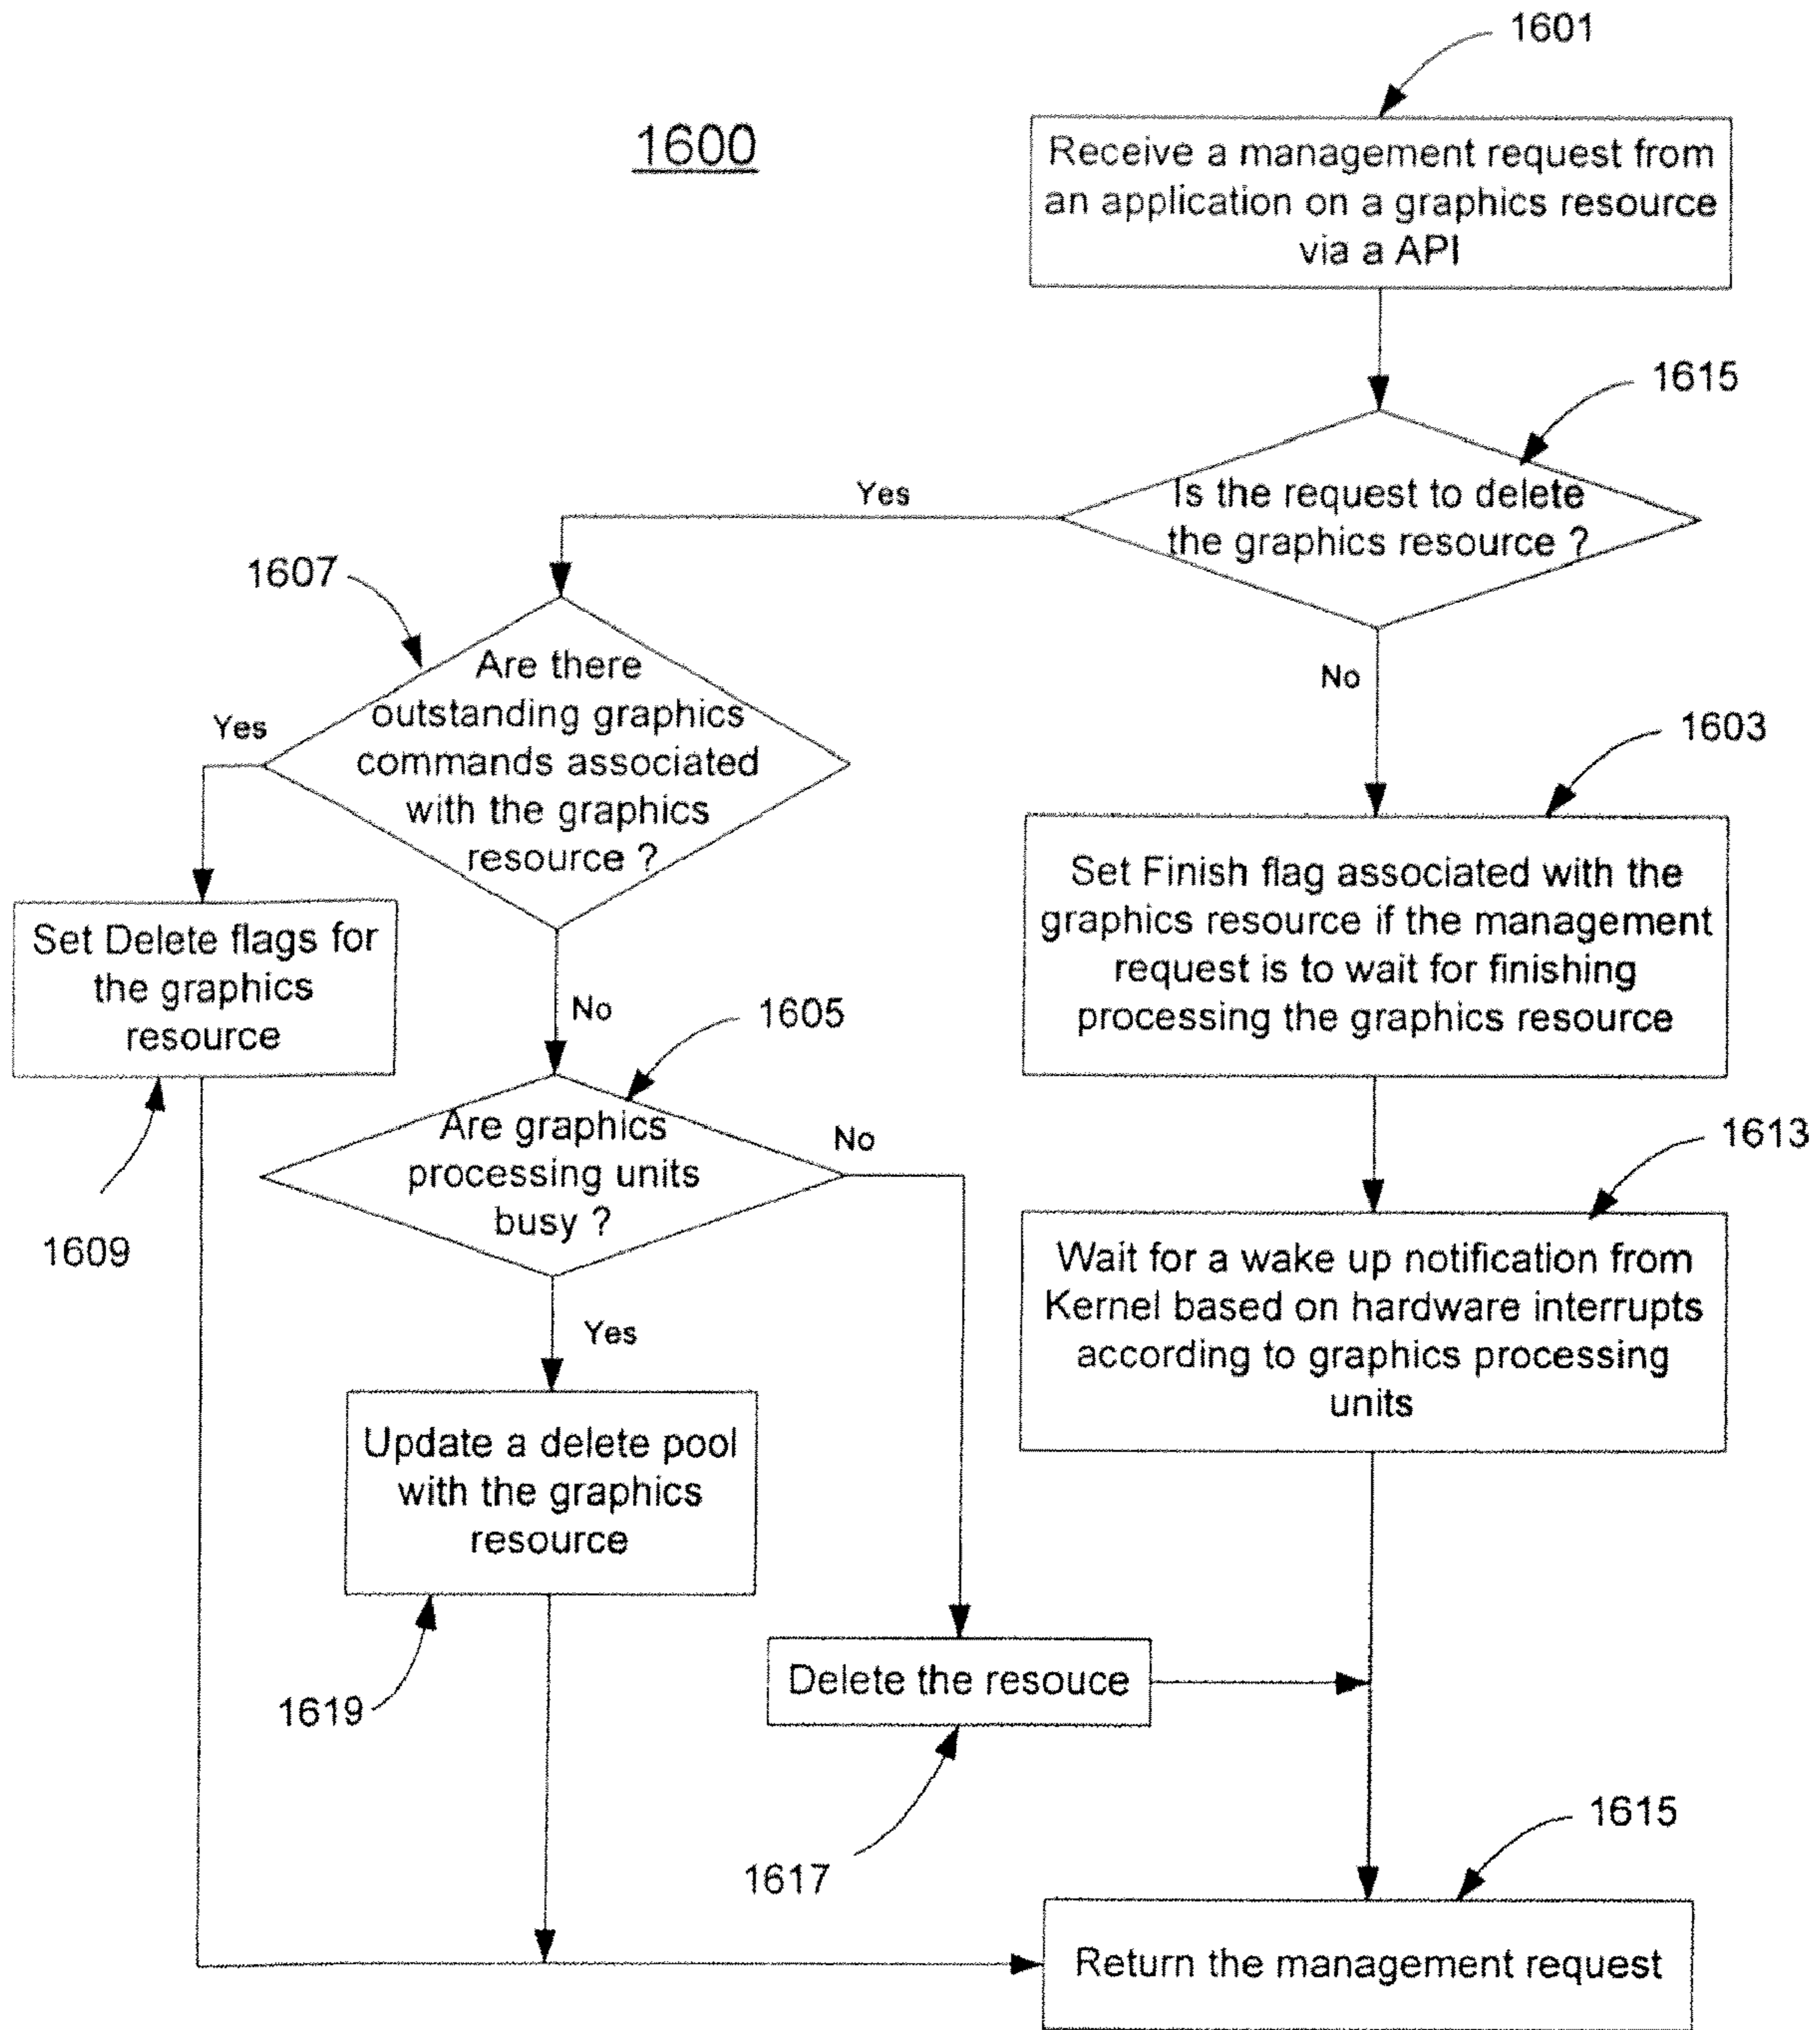 1601
1600
Receive a management request from
an application on a graphics resource
via a API
1615
Is the request to delete
the graphics resource ?
Yes
No
1607
Are there
outstanding graphics
commands associated
with the graphics
resource ?
Yes
No
1603
Set Finish flag associated with the
graphics resource if the management
request is to wait for finishing
processing the graphics resource
Set Delete flags for
the graphics
resource
1609
1605
Are graphics
processing units
busy ?
No
Yes
1613
Wait for a wake up notification from
Kernel based on hardware interrupts
according to graphics processing
units
Update a delete pool
with the graphics
resource
1619
Delete the resouce
1617
1615
Return the management request